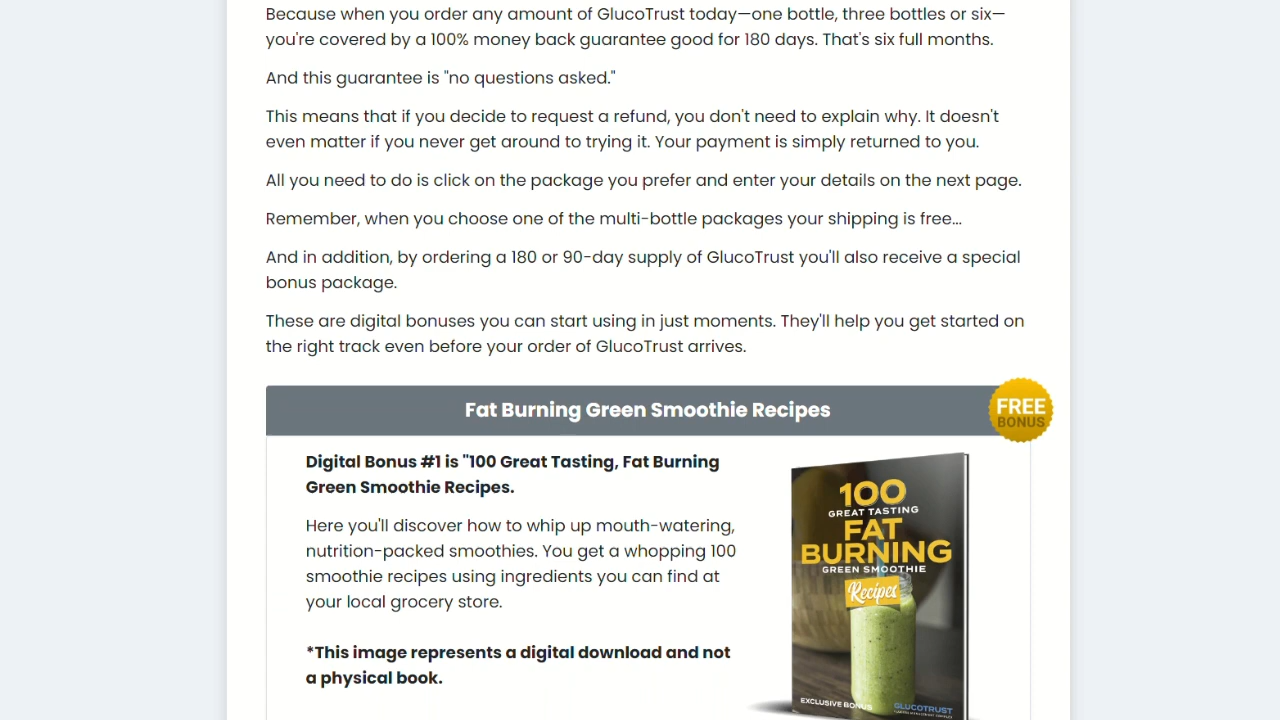 Because when you order any amount of GlucoTrust today—one bottle, three bottles or six—
you're covered by a 100% money back guarantee good for 180 days. That's six full months.
And this guarantee is "no questions asked."
This means that if you decide to request a refund, you don't need to explain why. It doesn't
even matter if you never get around to trying it. Your payment is simply returned to you.
All you need to do is click on the package you prefer and enter your details on the next page.
Remember, when you choose one of the multi-bottle packages your shipping is free…
And in addition, by ordering a 180 or 90-day supply of GlucoTrust you'll also receive a special
bonus package.
These are digital bonuses you can start using in just moments. They'll help you get started on
the right track even before your order of GlucoTrust arrives.
Fat Burning Green Smoothie Recipes
FREE
BONUS
Digital Bonus #1 is "100 Great Tasting, Fat Burning
Green Smoothie Recipes.
Here you'll discover how to whip up mouth-watering,
nutrition-packed smoothies. You get a whopping 100
smoothie recipes using ingredients you can find at
your local grocery store.
*This image represents a digital download and not
a physical book.
100
GREAT TASTING
FAT
BURNING
GREEN SMOOTHIE
Recipes
EXCLUSIVE BONUS
GLUCOTRUST